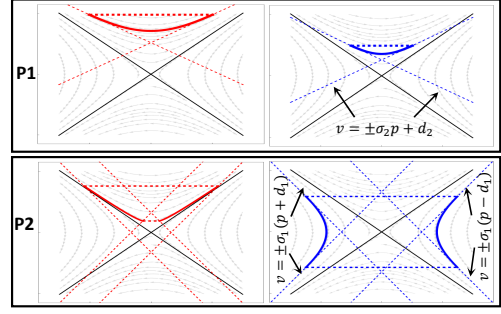 P1
v = ±σ₂p + d₂
P2
v = ±σ₁(p + d₁)
v = ±σ₁(p − d₁)